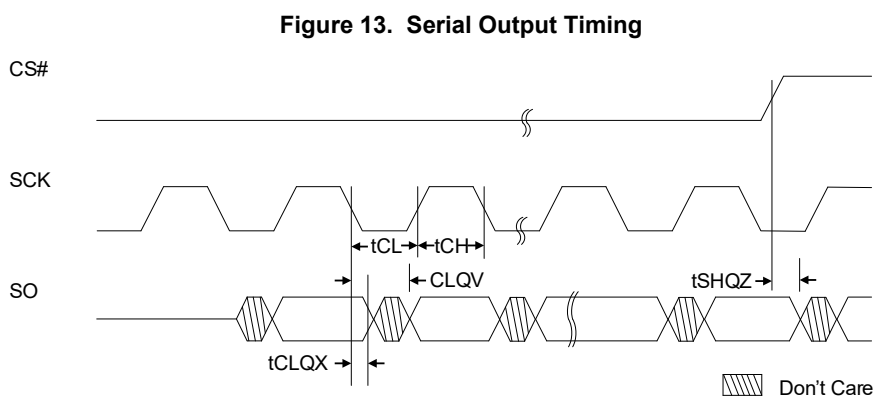 Figure 13. Serial Output Timing
CS#
SCK
tCL
tCH
CLQV
tSHQZ
SO
tCLQX
Don't Care